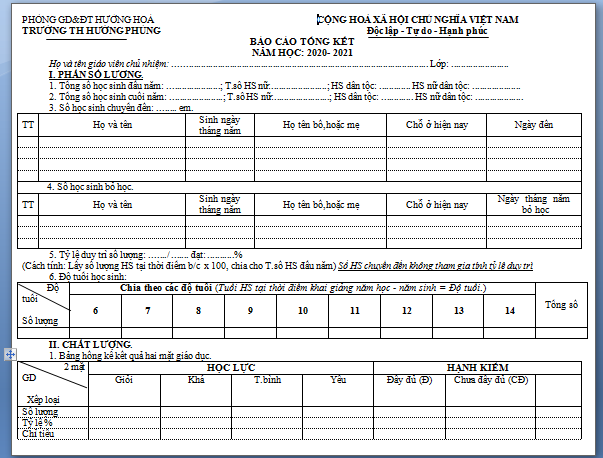 PHÒNG GD&ĐT HƯỚNG HOÁ
CỘNG HOÀ XÃ HỘI CHỦ NGHĨA VIỆT NAM
TRƯỜNG TH HƯỚNG PHÙNG
Độc lập - Tự do - Hạnh phúc
BÁO CÁO TỔNG KẾT
NĂM HỌC: 2020- 2021
Họ và tên giáo viên chủ nhiệm: ........................................................ Lớp: ......................
I. PHẦN SỐ LƯỢNG.
1. Tổng số học sinh đầu năm: ....................; T.số HS nữ:....................; HS dân tộc: ............ HS nữ dân tộc: ..................
2. Tổng số học sinh cuối năm: ....................; T.số HS nữ:....................; HS dân tộc: ............ HS nữ dân tộc: ..................
3. Số học sinh chuyển đến: ........ em.
TT Họ và tên Sinh ngày tháng năm Họ tên bố,hoặc mẹ Chỗ ở hiện nay Ngày đến
4. Số học sinh bỏ học.
TT Họ và tên Sinh ngày tháng năm Họ tên bố,hoặc mẹ Chỗ ở hiện nay Ngày tháng năm bỏ học
5. Tỷ lệ duy trì số lượng: ......./....... đạt: ..........%
(Cách tính: Lấy số lượng HS tại thời điểm b/c x 100, chia cho T.số HS đầu năm) Số HS chuyển đến không tham gia tính tỷ lệ duy trì
6. Độ tuổi học sinh:
Độ tuổi
Số lượng
Chia theo các độ tuổi (Tuổi HS tại thời điểm khai giảng năm học - năm sinh = Độ tuổi.)
Tổng số
6 7 8 9 10 11 12 13 14
II. CHẤT LƯỢNG.
1. Bảng thống kê kết quả hai mặt giáo dục.
2 mặt GD
Xếp loại
HỌC LỰC HẠNH KIỂM
Giỏi Khá T.bình Yếu Đầy đủ (Đ) Chưa đầy đủ (CĐ)
Số lượng
Tỷ lệ %
Chỉ tiêu